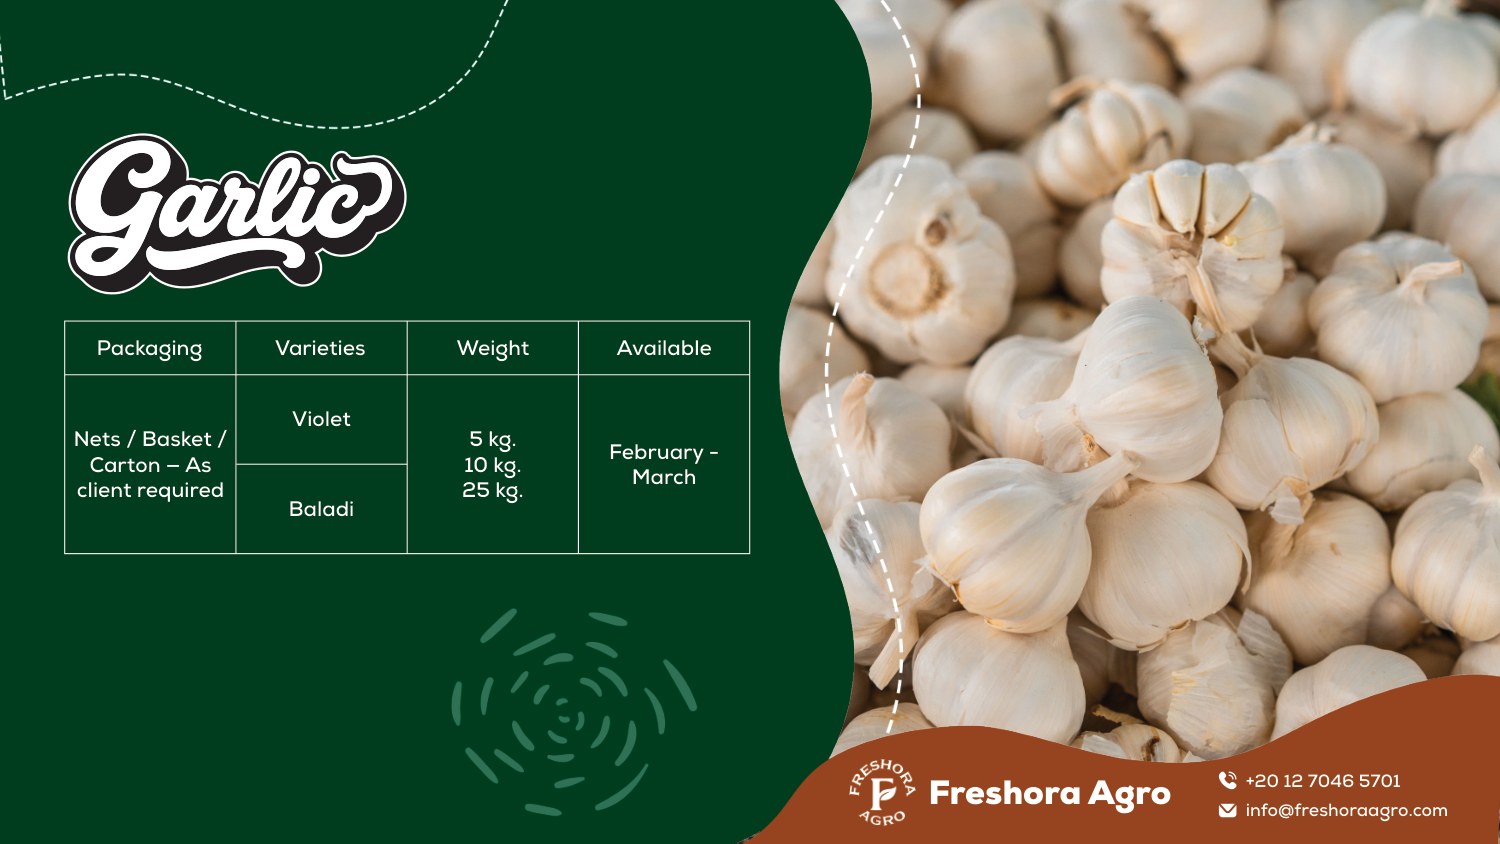 Garlic
Packaging
Varieties
Weight
Available
Nets / Basket /
Carton – As
client required
Violet
Baladi
5 kg.
10 kg.
25 kg.
February -
March
FRESHORA
F
AGRO
Freshora Agro
+20 12 7046 5701
info@freshoraagro.com